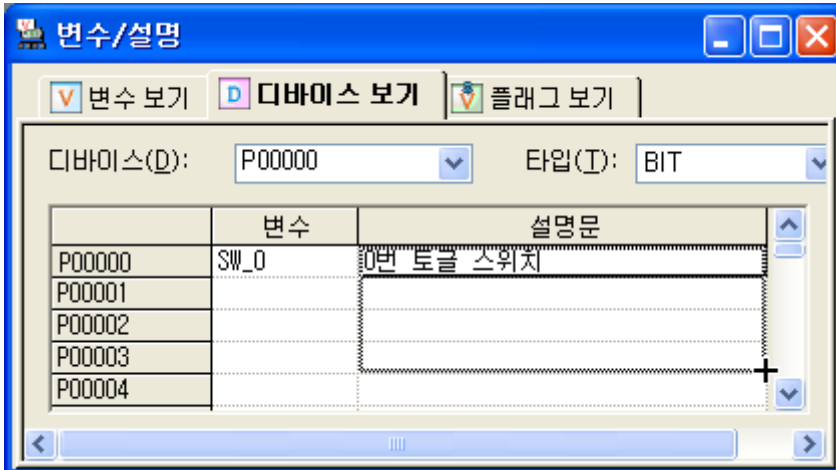 변수/설명
V 변수 보기 D 디바이스 보기 V 플래그 보기
디바이스(D): P00000 타입(T): BIT
변수 설명문
P00000 SW_0 0번 토글 스위치
P00001
P00002
P00003
P00004